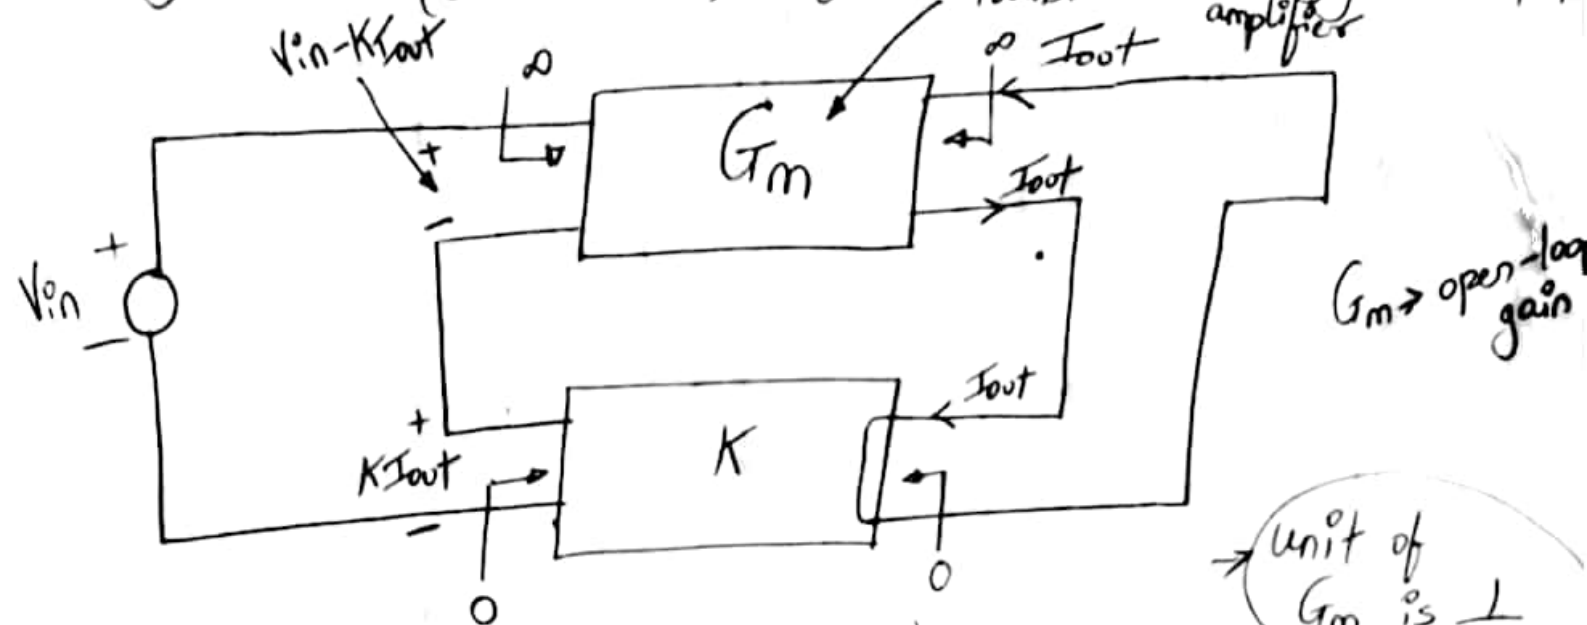 amplifier
Vin-KIout
∞
∞
Iout
Gm
+
-
Iout
+
Vin
-
Gm→ open-loop
gain
Iout
+
K
KIout
-
0
0
→ unit of
Gm is 1